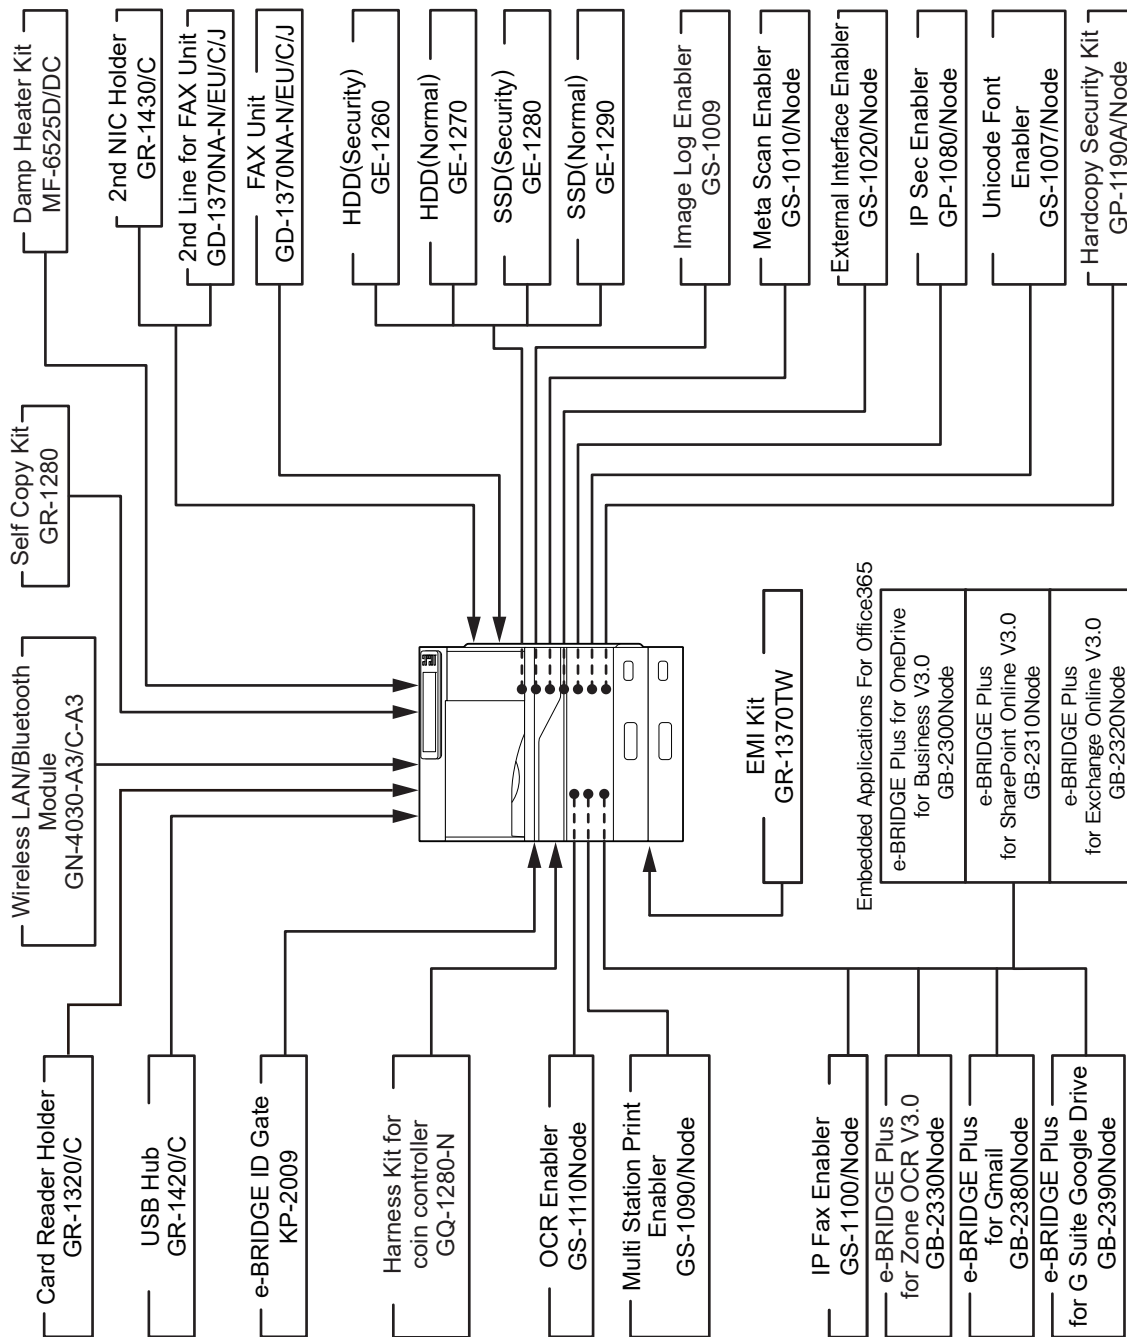 Damp Heater Kit
MF-6525D/DC
2nd NIC Holder
GR-1430/C
2nd Line for FAX Unit
GD-1370NA-N/EU/C/J
FAX Unit
GD-1370NA-N/EU/C/J
HDD(Security)
GE-1260
HDD(Normal)
GE-1270
SSD(Security)
GE-1280
SSD(Normal)
GE-1290
Image Log Enabler
GS-1009
Meta Scan Enabler
GS-1010/Node
External Interface Enabler
GS-1020/Node
IP Sec Enabler
GP-1080/Node
Unicode Font
Enabler
GS-1007/Node
Hardcopy Security Kit
GP-1190A/Node
Self Copy Kit
GR-1280
Wireless LAN/Bluetooth
Module
GN-4030-A3/C-A3
EMI Kit
GR-1370TW
Embedded Applications For Office365
e-BRIDGE Plus for OneDrive
for Business V3.0
GB-2300Node
e-BRIDGE Plus
for SharePoint Online V3.0
GB-2310Node
e-BRIDGE Plus
for Exchange Online V3.0
GB-2320Node
Card Reader Holder
GR-1320/C
USB Hub
GR-1420/C
e-BRIDGE ID Gate
KP-2009
Harness Kit for
coin controller
GQ-1280-N
OCR Enabler
GS-1110Node
Multi Station Print
Enabler
GS-1090/Node
IP Fax Enabler
GS-1100/Node
e-BRIDGE Plus
for Zone OCR V3.0
GB-2330Node
e-BRIDGE Plus
for Gmail
GB-2380Node
e-BRIDGE Plus
for G Suite Google Drive
GB-2390Node